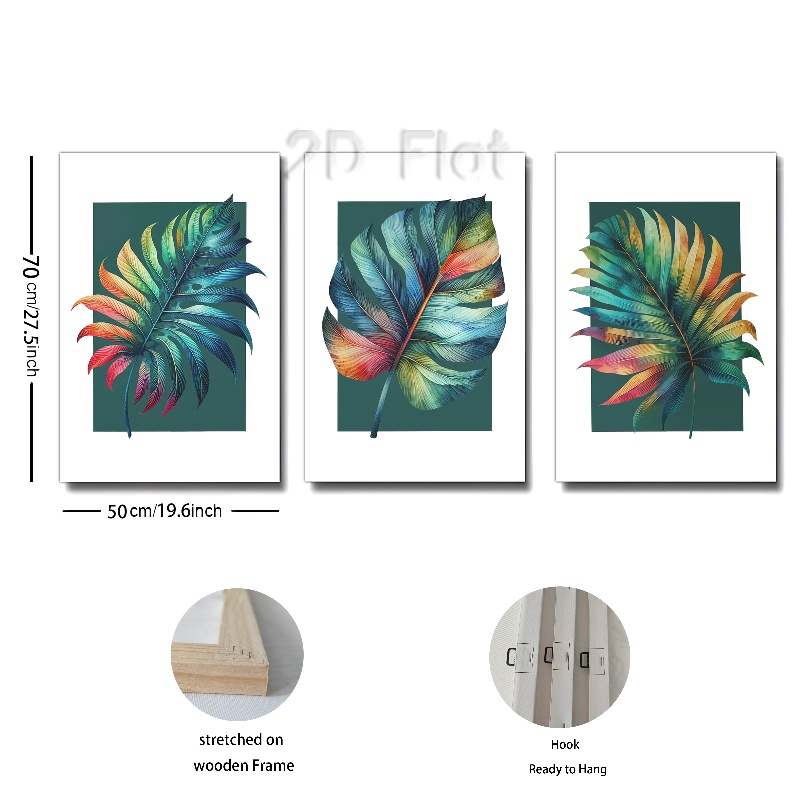 2D Flat
70cm/27.5inch
50cm/19.6inch
stretched on
wooden Frame
Hook
Ready to Hang